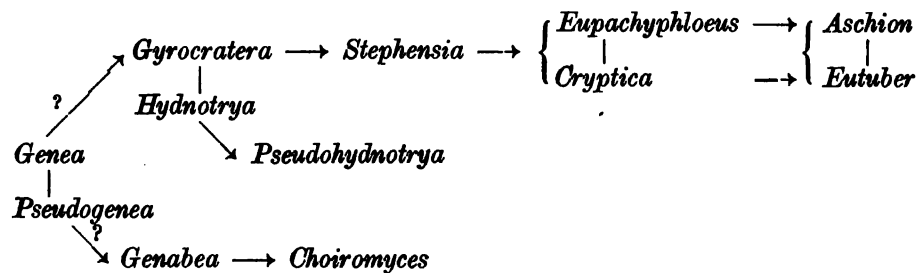 Gyrocratera → Stephensia → { Eupachyphloeus → { Aschion
Cryptica → Eutuber
?
Hydnotrya
Genea
Pseudohydnotrya
Pseudogenea
?
Genabea → Choiromyces